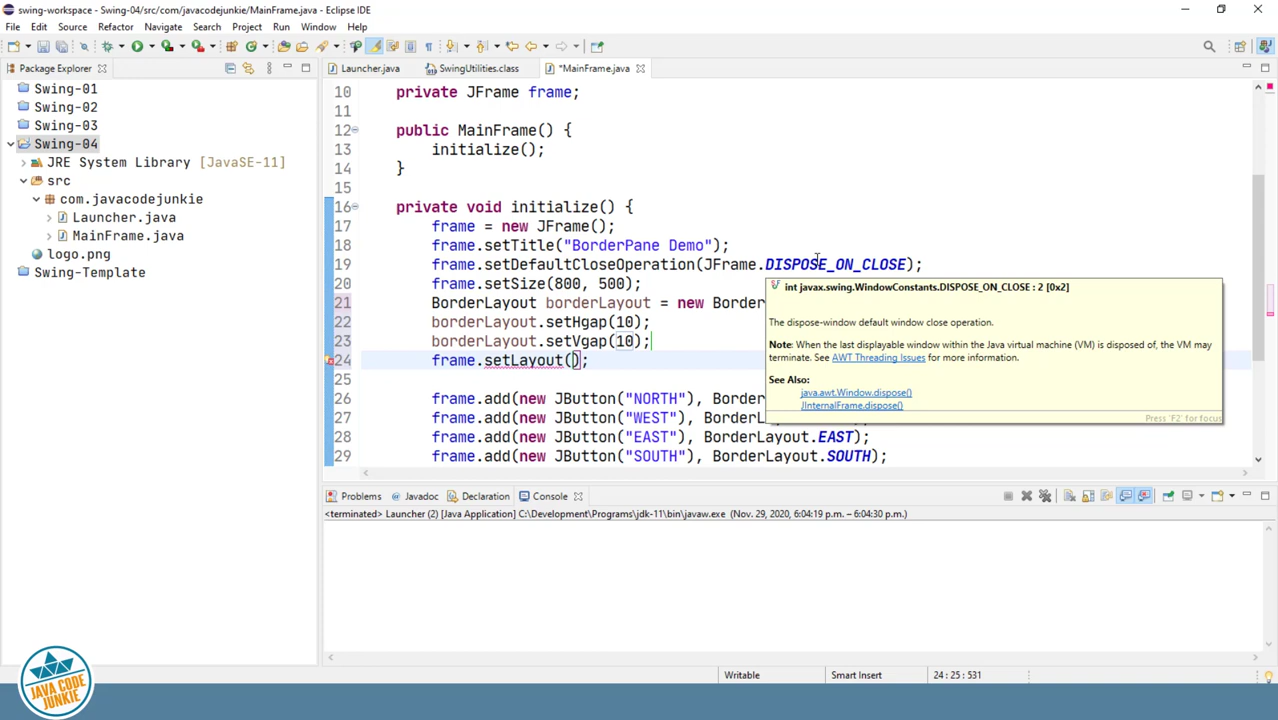 swing-workspace - Swing-04/src/com/javacodejunkie/MainFrame.java - Eclipse IDE
File Edit Source Refactor Navigate Search Project Run Window Help
Package Explorer
Launcher.java SwingUtilities.class *MainFrame.java
Swing-01
Swing-02
Swing-03
Swing-04
JRE System Library [JavaSE-11]
src
com.javacodejunkie
Launcher.java
MainFrame.java
logo.png
Swing-Template
10 private JFrame frame;
11
12 public MainFrame() {
13 initialize();
14 }
15
16 private void initialize() {
17 frame = new JFrame();
18 frame.setTitle("BorderPane Demo");
19 frame.setDefaultCloseOperation(JFrame.DISPOSE_ON_CLOSE);
20 frame.setSize(800, 500);
21 BorderLayout borderLayout = new Border
22 borderLayout.setHgap(10);
23 borderLayout.setVgap(10);
24 frame.setLayout();
25
26 frame.add(new JButton("NORTH"),
27 frame.add(new JButton("WEST"),
28 frame.add(new JButton("EAST"), BorderLayout.EAST);
29 frame.add(new JButton("SOUTH"), BorderLayout.SOUTH);
int javax.swing.WindowConstants.DISPOSE_ON_CLOSE : 2 [0x2]
The dispose-window default window close operation.
Note: When the last displayable window within the Java virtual machine (VM) is disposed of, the VM may
terminate. See AWT Threading Issues for more information.
See Also:
java.awt.Window.dispose()
JInternalFrame.dispose()
Press 'F2' for focus
Problems Javadoc Declaration Console
<terminated> Launcher (2) [Java Application] C:\Development\Programs\jdk-11\bin\javaw.exe (Nov. 29, 2020, 6:04:19 p.m. – 6:04:30 p.m.)
Writable Smart Insert 24 : 25 : 531
JAVA CODE
JUNKIE